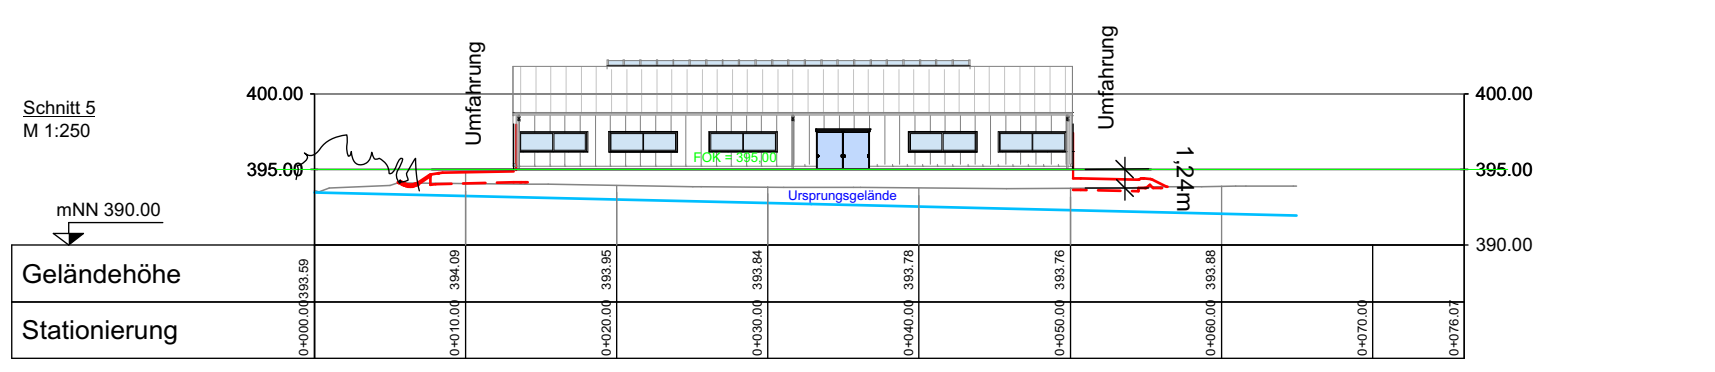 Schnitt 5
M 1:250
400.00
395.00
mNN 390.00
Umfahrung
FOK = 395.00
Ursprungsgelände
Umfahrung
1,24m
400.00
395.00
390.00
Geländehöhe
393.59
394.09
393.95
393.84
393.78
393.76
393.88
Stationierung
0+000.00
0+010.00
0+020.00
0+030.00
0+040.00
0+050.00
0+060.00
0+070.00
0+076.07